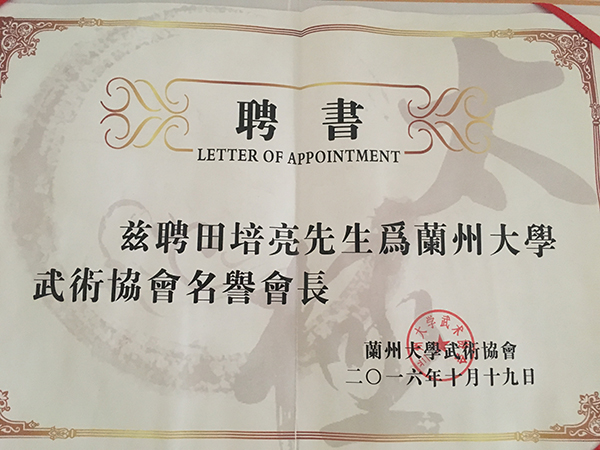 聘書
LETTER OF APPOINTMENT
兹聘田培亮先生爲蘭州大學
武術協會名譽會長
蘭州大學武術協會
二〇一六年十月十九日
太極